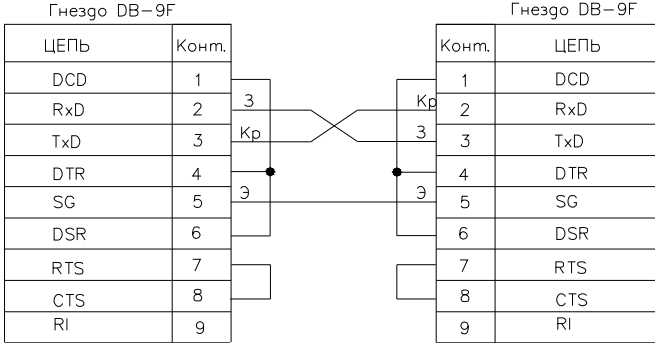 Гнездо DB-9F Гнездо DB-9F
ЦЕПЬ Конт. Конт. ЦЕПЬ
DCD 1 1 DCD
RxD 2 З Кр 2 RxD
TxD 3 Кр З 3 TxD
DTR 4 4 DTR
SG 5 Э Э 5 SG
DSR 6 6 DSR
RTS 7 7 RTS
CTS 8 8 CTS
RI 9 9 RI